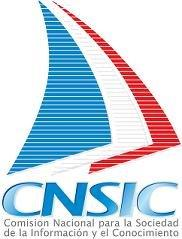 CNSIC
Comision Nacional para la Sociedad
de la Información y el Conocimiento